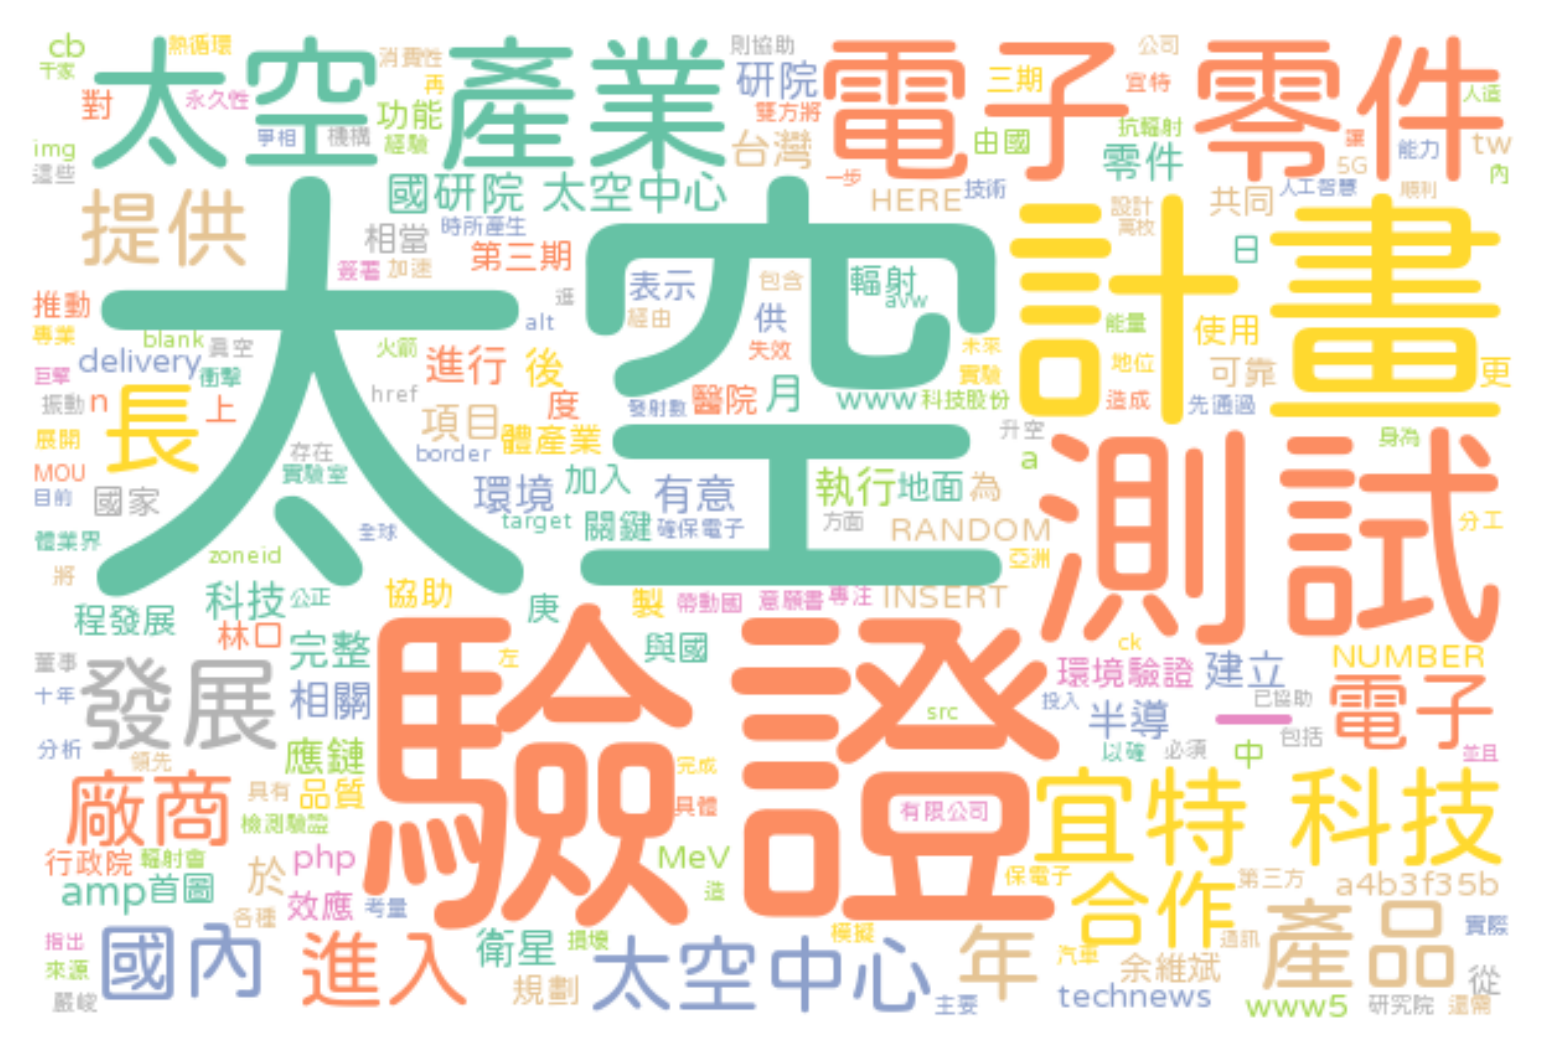 cb 熱循環 太空產業 消費性 則協助 研院 電子 三期 公司 零件
千家 對 永久性 再 功能 雙方將 宜特 人造
爭相 機構 經驗 台灣 由國 抗輻射 讓 能力 tw
img 這些 一步 零件 5G 內
提供 國研院 太空中心 HERE 技術 共同 人工智慧 順利
太空 計畫
相當 時所產生 設計 萬枚
簽署 加速 第三期 日
推動 進 表示 包含 輻射 avw
專業 blank 真空 alt 經由 供 能量 使用
delivery 衝擊 火箭 進行 後 失效 未來 地位 可靠 更
巨擘 長 href 實驗
振動 n 上 項目 度 發射數 醫院 月 www 科技股份 造成 先通過
展開 存在 border 體產業 升空 測試 身為
MOU 實驗室 環境 加入 有意 執行 地面 為 a
目前 國家 target 關鍵 確保電子 方面 RANDOM 分工
體業界 zoneid 全球 亞洲
將 科技 公正 協助 庚 製 帶動國 意願書 專注 INSERT
程發展 林口 完整 驗證 與國 ck NUMBER
董事 發展 左 環境驗證 建立
十年 相關 src 投入 半導 一 已協助 電子
分析 領先 應鏈 完成 以確 必須 中 包括 並且
廠商 具有 品質 具體 有限公司 宜特 科技
檢測驗證
行政院 輻射會 php MeV 保電子 第三方 a4b3f35b
amp 首圖 於 效應 考量 造 合作
各種
指出 國內 進入 衛星 損壞 太空中心 模擬 年 汽車 通訊 產品 實際
來源 規劃 余維斌 從
嚴峻 主要 technews www5 研究院 還需